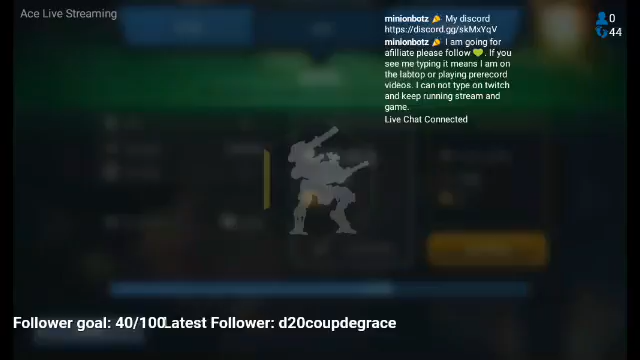 Ace Live Streaming
minionbotz My discord
https://discord.gg/skMxYqV
minionbotz I am going for
afilliate please follow 💚. If you
see me typing it means I am on
the labtop or playing prerecord
videos. I can not type on twitch
and keep running stream and
game.
Live Chat Connected
0
44
Follower goal: 40/100Latest Follower: d20coupdegrace